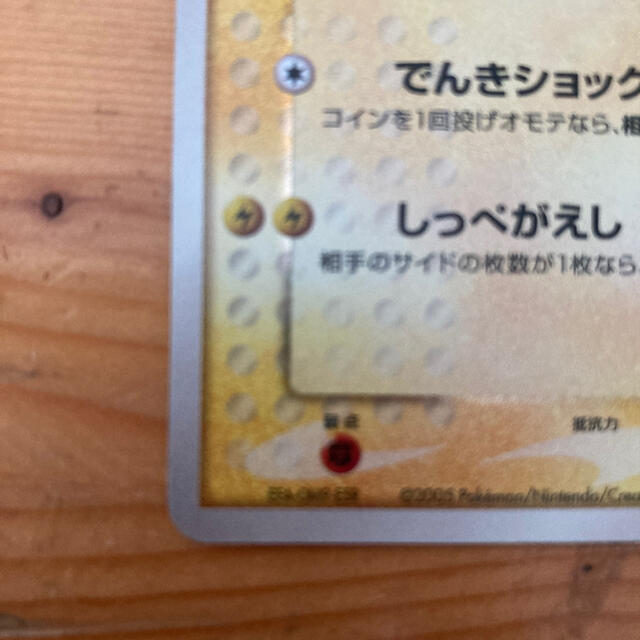 でんきショック
コインを1回投げオモテなら、相
しっぺがえし
相手のサイドの枚数が1枚なら
弱点
抵抗力
©2005 Pokémon/Nintendo/Crea